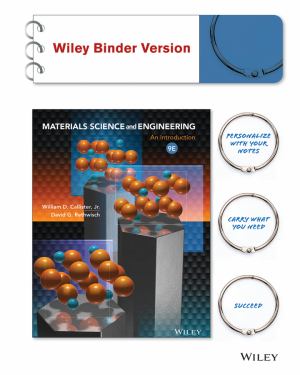 Wiley Binder Version
MATERIALS SCIENCE and ENGINEERING
An Introduction
9E
William D. Callister, Jr.
David G. Rethwisch
WILEY
PERSONALIZE
WITH YOUR
NOTES
CARRY WHAT
YOU NEED
SUCCEED
WILEY